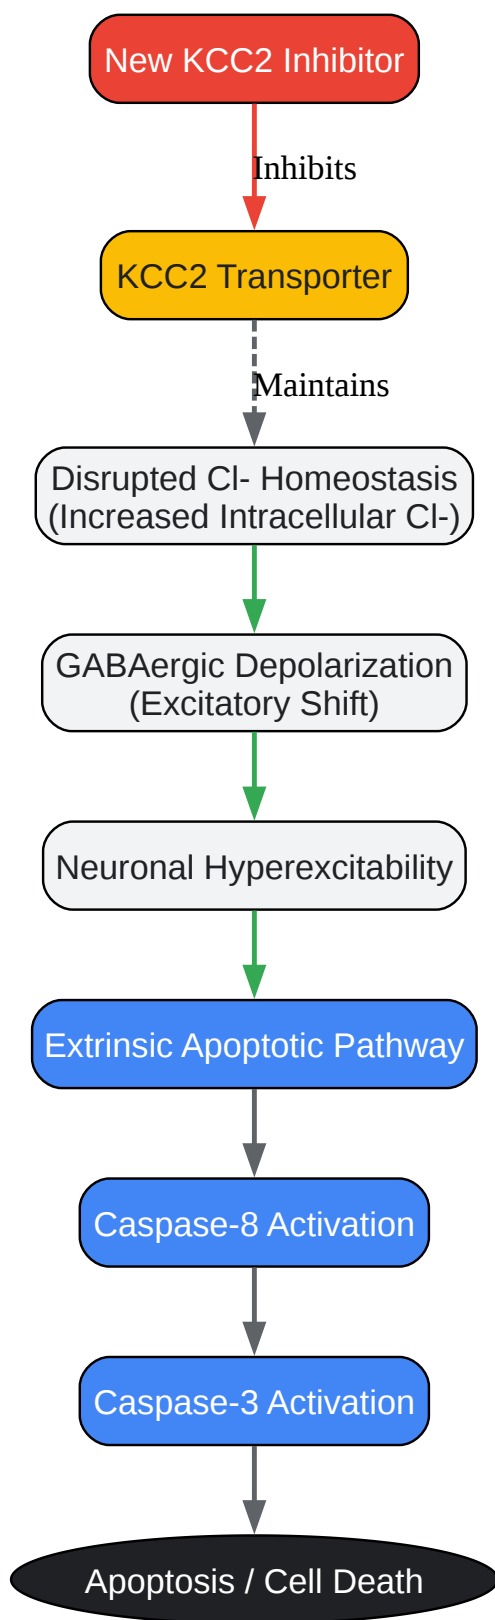 New KCC2 Inhibitor
Inhibits
KCC2 Transporter
Maintains
Disrupted Cl- Homeostasis
(Increased Intracellular Cl-)
GABAergic Depolarization
(Excitatory Shift)
Neuronal Hyperexcitability
Extrinsic Apoptotic Pathway
Caspase-8 Activation
Caspase-3 Activation
Apoptosis / Cell Death